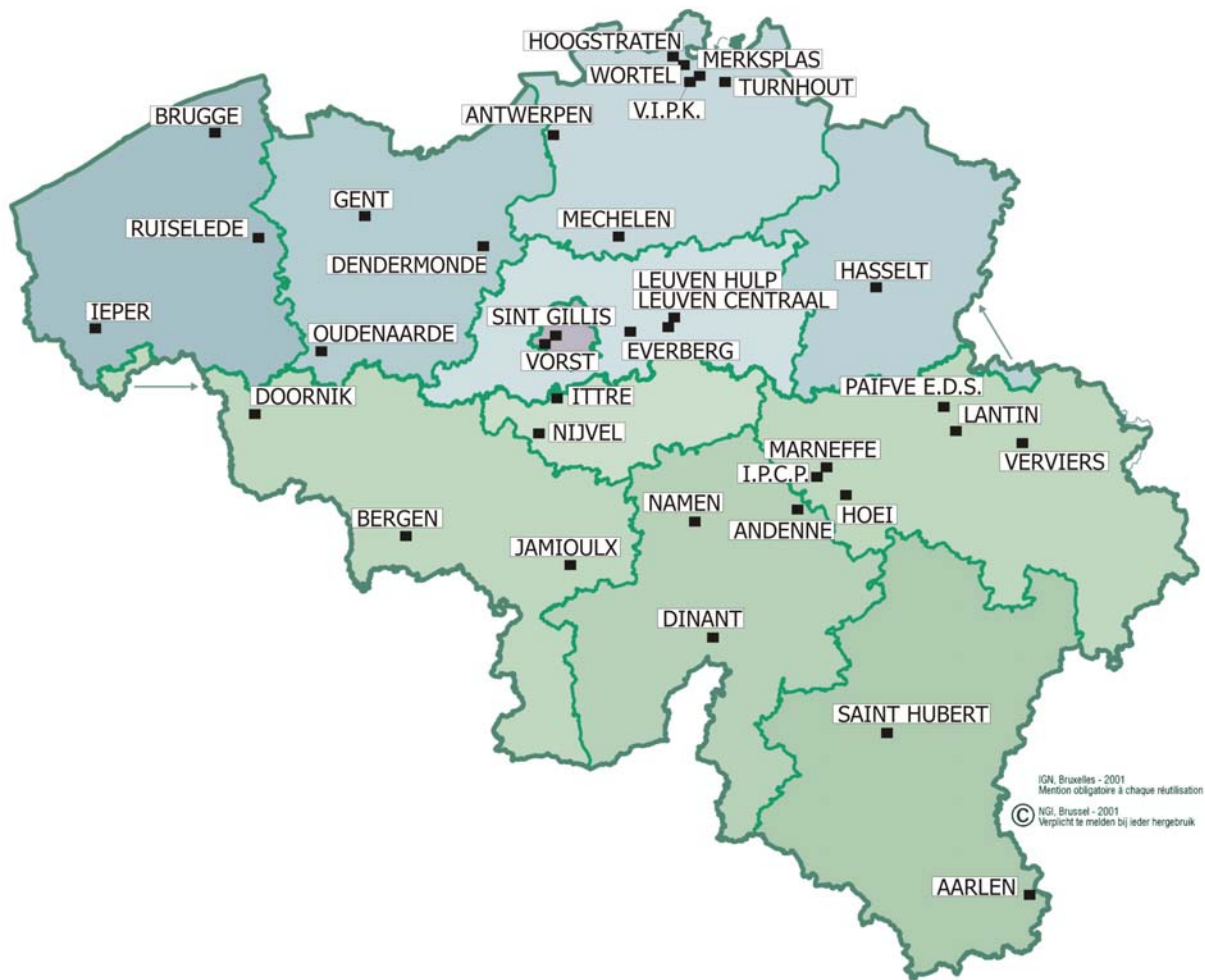 HOOGSTRATEN
MERKSPLAS
WORTEL
TURNHOUT
V.I.P.K.
BRUGGE
ANTWERPEN
GENT
RUISELEDE
MECHELEN
DENDERMONDE
HASSELT
LEUVEN HULP
LEUVEN CENTRAAL
IEPER
SINT GILLIS
OUDENAARDE
VORST
EVERBERG
DOORNIK
ITTRE
PAIFVE E.D.S.
LANTIN
NIJVEL
MARNEFFE
VERVIERS
I.P.C.P.
NAMEN
HOEI
BERGEN
ANDENNE
JAMIOULX
DINANT
SAINT HUBERT
IGN, Bruxelles - 2001
Mention obligatoire à chaque réutilisation
© NGI, Brussel - 2001
Verplicht te melden bij ieder hergebruik
AARLEN